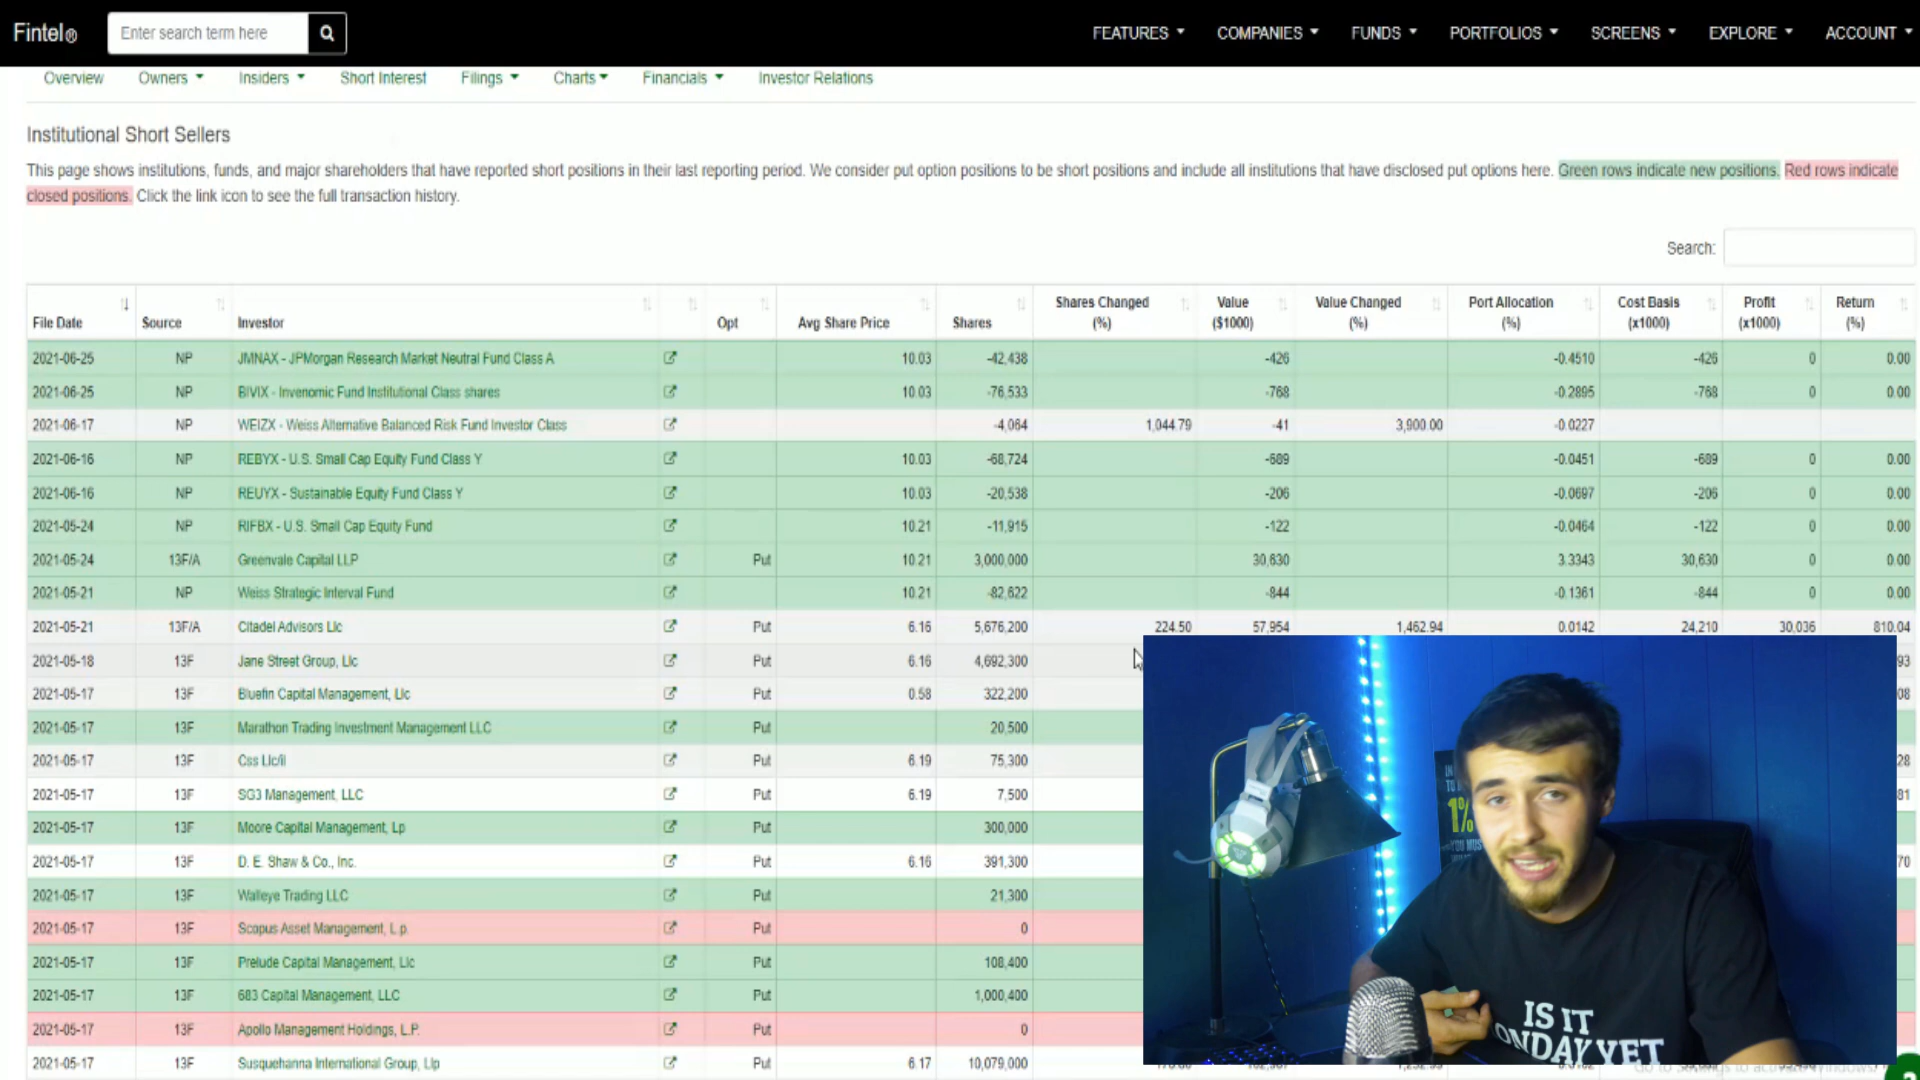 Fintel®
Enter search term here
FEATURES COMPANIES FUNDS PORTFOLIOS SCREENS EXPLORE ACCOUNT
Overview Owners Insiders Short Interest Filings Charts Financials Investor Relations
Institutional Short Sellers
This page shows institutions, funds, and major shareholders that have reported short positions in their last reporting period. We consider put option positions to be short positions and include all institutions that have disclosed put options here. Green rows indicate new positions. Red rows indicate
closed positions. Click the link icon to see the full transaction history.
Search:
File Date Source Investor Opt Avg Share Price Shares Shares Changed (%) Value ($1000) Value Changed (%) Port Allocation (%) Cost Basis (x1000) Profit (x1000) Return (%)
2021-06-25 NP JMNAX - JPMorgan Research Market Neutral Fund Class A 10.03 -42,438 -426 -0.4510 -426 0 0.00
2021-06-25 NP BIVIX - Invenomic Fund Institutional Class shares 10.03 -76,533 -768 -0.2895 -768 0 0.00
2021-06-17 NP WEIZX - Weiss Alternative Balanced Risk Fund Investor Class -4,064 1,044.79 -41 3,900.00 -0.0227
2021-06-16 NP REBYX - U.S. Small Cap Equity Fund Class Y 10.03 -68,724 -689 -0.0451 -689 0 0.00
2021-06-16 NP REUYX - Sustainable Equity Fund Class Y 10.03 -20,538 -206 -0.0697 -206 0 0.00
2021-05-24 NP RIFBX - U.S. Small Cap Equity Fund 10.21 -11,915 -122 -0.0464 -122 0 0.00
2021-05-24 13F/A Greenvale Capital LLP Put 10.21 3,000,000 30,630 3.3343 30,630 0 0.00
2021-05-21 NP Weiss Strategic Interval Fund 10.21 -82,622 -844 -0.1361 -844 0 0.00
2021-05-21 13F/A Citadel Advisors Llc Put 6.16 5,676,200 224.50 57,954 1,462.94 0.0142 24,210 30,036 810.04
2021-05-18 13F Jane Street Group, Llc Put 6.16 4,692,300 93
2021-05-17 13F Bluefin Capital Management, Llc Put 0.58 322,200 08
2021-05-17 13F Marathon Trading Investment Management LLC Put 20,500
2021-05-17 13F Css Llc/il Put 6.19 75,300 28
2021-05-17 13F SG3 Management, LLC Put 6.19 7,500 81
2021-05-17 13F Moore Capital Management, Lp Put 300,000
2021-05-17 13F D. E. Shaw & Co., Inc. Put 6.16 391,300 70
2021-05-17 13F Walleye Trading LLC Put 21,300
2021-05-17 13F Scopus Asset Management, L.p. Put 0
2021-05-17 13F Prelude Capital Management, Llc Put 108,400
2021-05-17 13F 683 Capital Management, LLC Put 1,000,400
2021-05-17 13F Apollo Management Holdings, L.P. Put 0
2021-05-17 13F Susquehanna International Group, Llp Put 6.17 10,079,000
IN
TO
1%
YOU MUS
IS IT
ONDAY YET